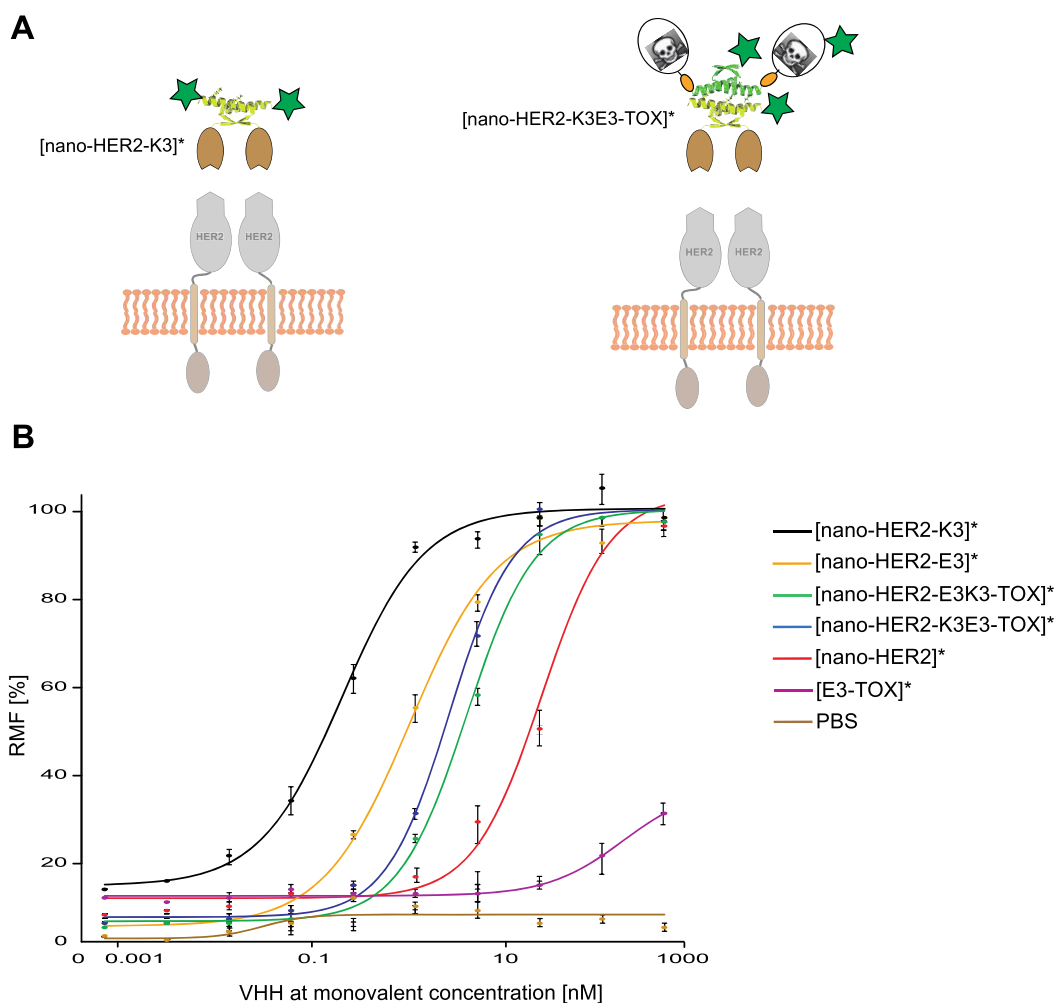 A
[nano-HER2-K3]*
[nano-HER2-K3E3-TOX]*
HER2 HER2
HER2 HER2
B
RMF [%]
100
80
60
40
20
0
0 0.001 0.1 10 1000
VHH at monovalent concentration [nM]
[nano-HER2-K3]*
[nano-HER2-E3]*
[nano-HER2-E3K3-TOX]*
[nano-HER2-K3E3-TOX]*
[nano-HER2]*
[E3-TOX]*
PBS